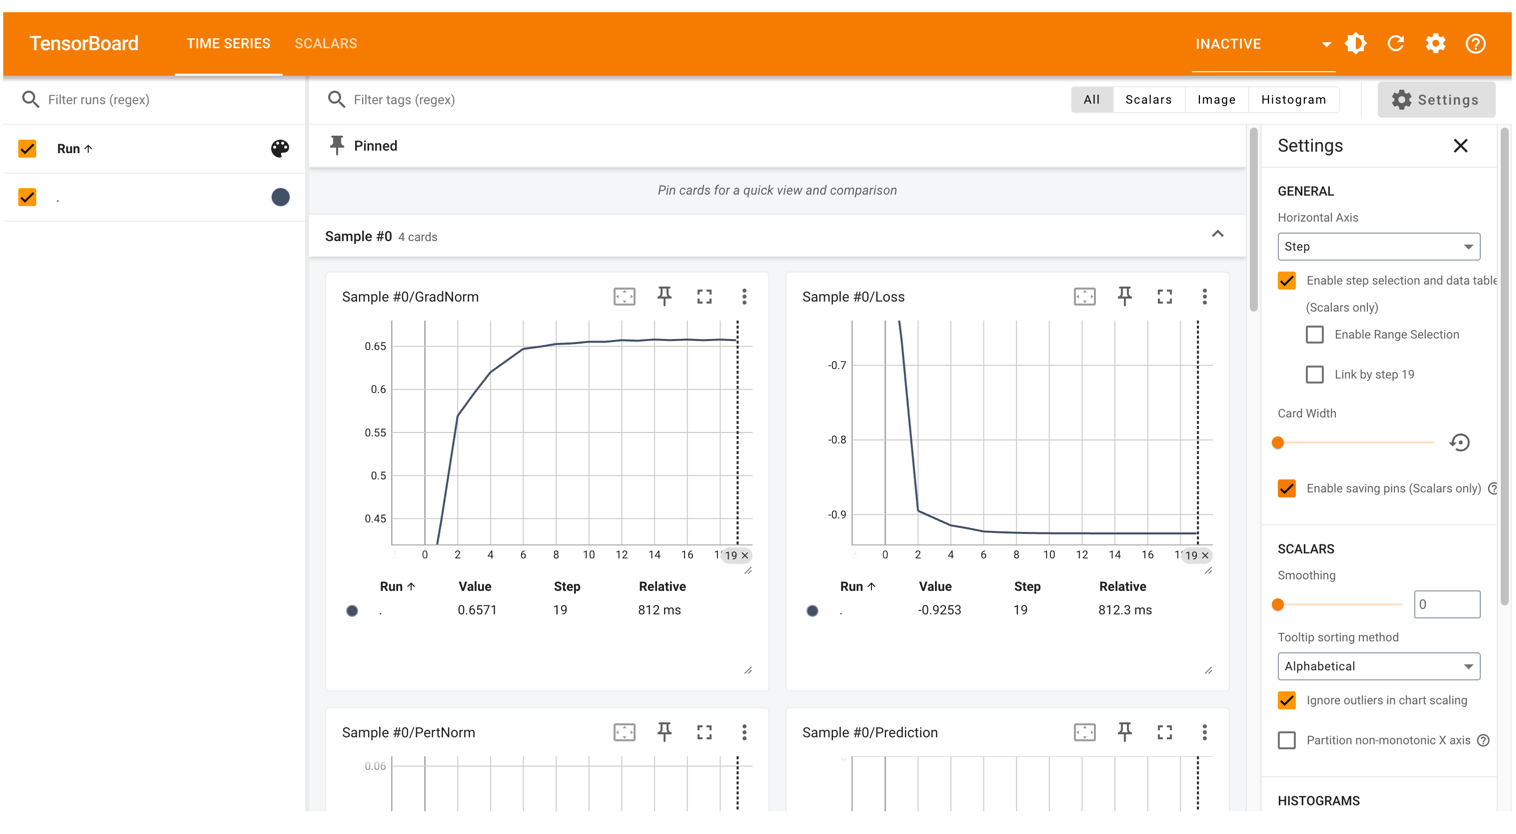 TensorBoard TIME SERIES SCALARS INACTIVE
Filter runs (regex)
Filter tags (regex)
All Scalars Image Histogram Settings
Run ↑
.
Pinned
Pin cards for a quick view and comparison
Sample #0 4 cards
Sample #0/GradNorm
0.65
0.6
0.55
0.5
0.45
0 2 4 6 8 10 12 14 16 19 ×
Run ↑ Value Step Relative
. 0.6571 19 812 ms
Sample #0/Loss
-0.7
-0.8
-0.9
0 2 4 6 8 10 12 14 16 19 ×
Run ↑ Value Step Relative
. -0.9253 19 812.3 ms
Sample #0/PertNorm
0.06
Sample #0/Prediction
Settings
GENERAL
Horizontal Axis
Step
Enable step selection and data table
(Scalars only)
Enable Range Selection
Link by step 19
Card Width
Enable saving pins (Scalars only)
SCALARS
Smoothing
0
Tooltip sorting method
Alphabetical
Ignore outliers in chart scaling
Partition non-monotonic X axis
HISTOGRAMS